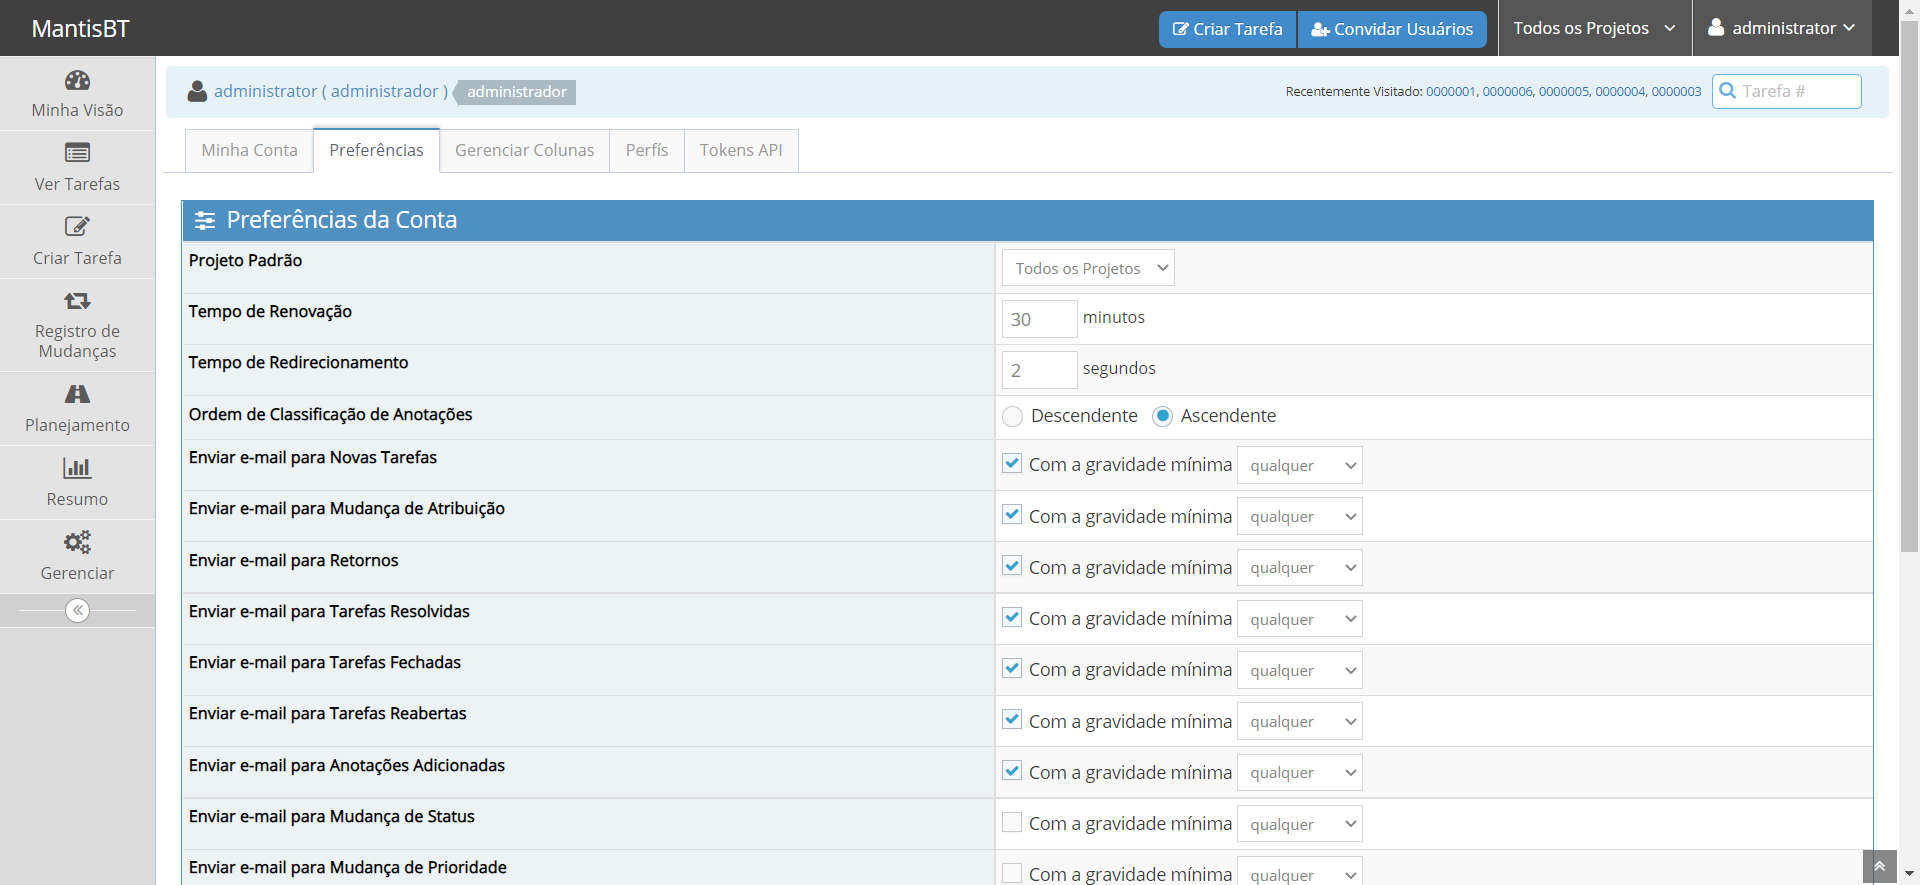 MantisBT
Criar Tarefa
Convidar Usuários
Todos os Projetos
administrator
Minha Visão
Ver Tarefas
Criar Tarefa
Registro de
Mudanças
Planejamento
Resumo
Gerenciar
administrator ( administrador )
administrador
Recentemente Visitado: 0000001, 0000006, 0000005, 0000004, 0000003
Tarefa #
Minha Conta
Preferências
Gerenciar Colunas
Perfís
Tokens API
Preferências da Conta
Projeto Padrão
Todos os Projetos
Tempo de Renovação
30 minutos
Tempo de Redirecionamento
2 segundos
Ordem de Classificação de Anotações
Descendente Ascendente
Enviar e-mail para Novas Tarefas
Com a gravidade mínima qualquer
Enviar e-mail para Mudança de Atribuição
Com a gravidade mínima qualquer
Enviar e-mail para Retornos
Com a gravidade mínima qualquer
Enviar e-mail para Tarefas Resolvidas
Com a gravidade mínima qualquer
Enviar e-mail para Tarefas Fechadas
Com a gravidade mínima qualquer
Enviar e-mail para Tarefas Reabertas
Com a gravidade mínima qualquer
Enviar e-mail para Anotações Adicionadas
Com a gravidade mínima qualquer
Enviar e-mail para Mudança de Status
Com a gravidade mínima qualquer
Enviar e-mail para Mudança de Prioridade
Com a gravidade mínima qualquer